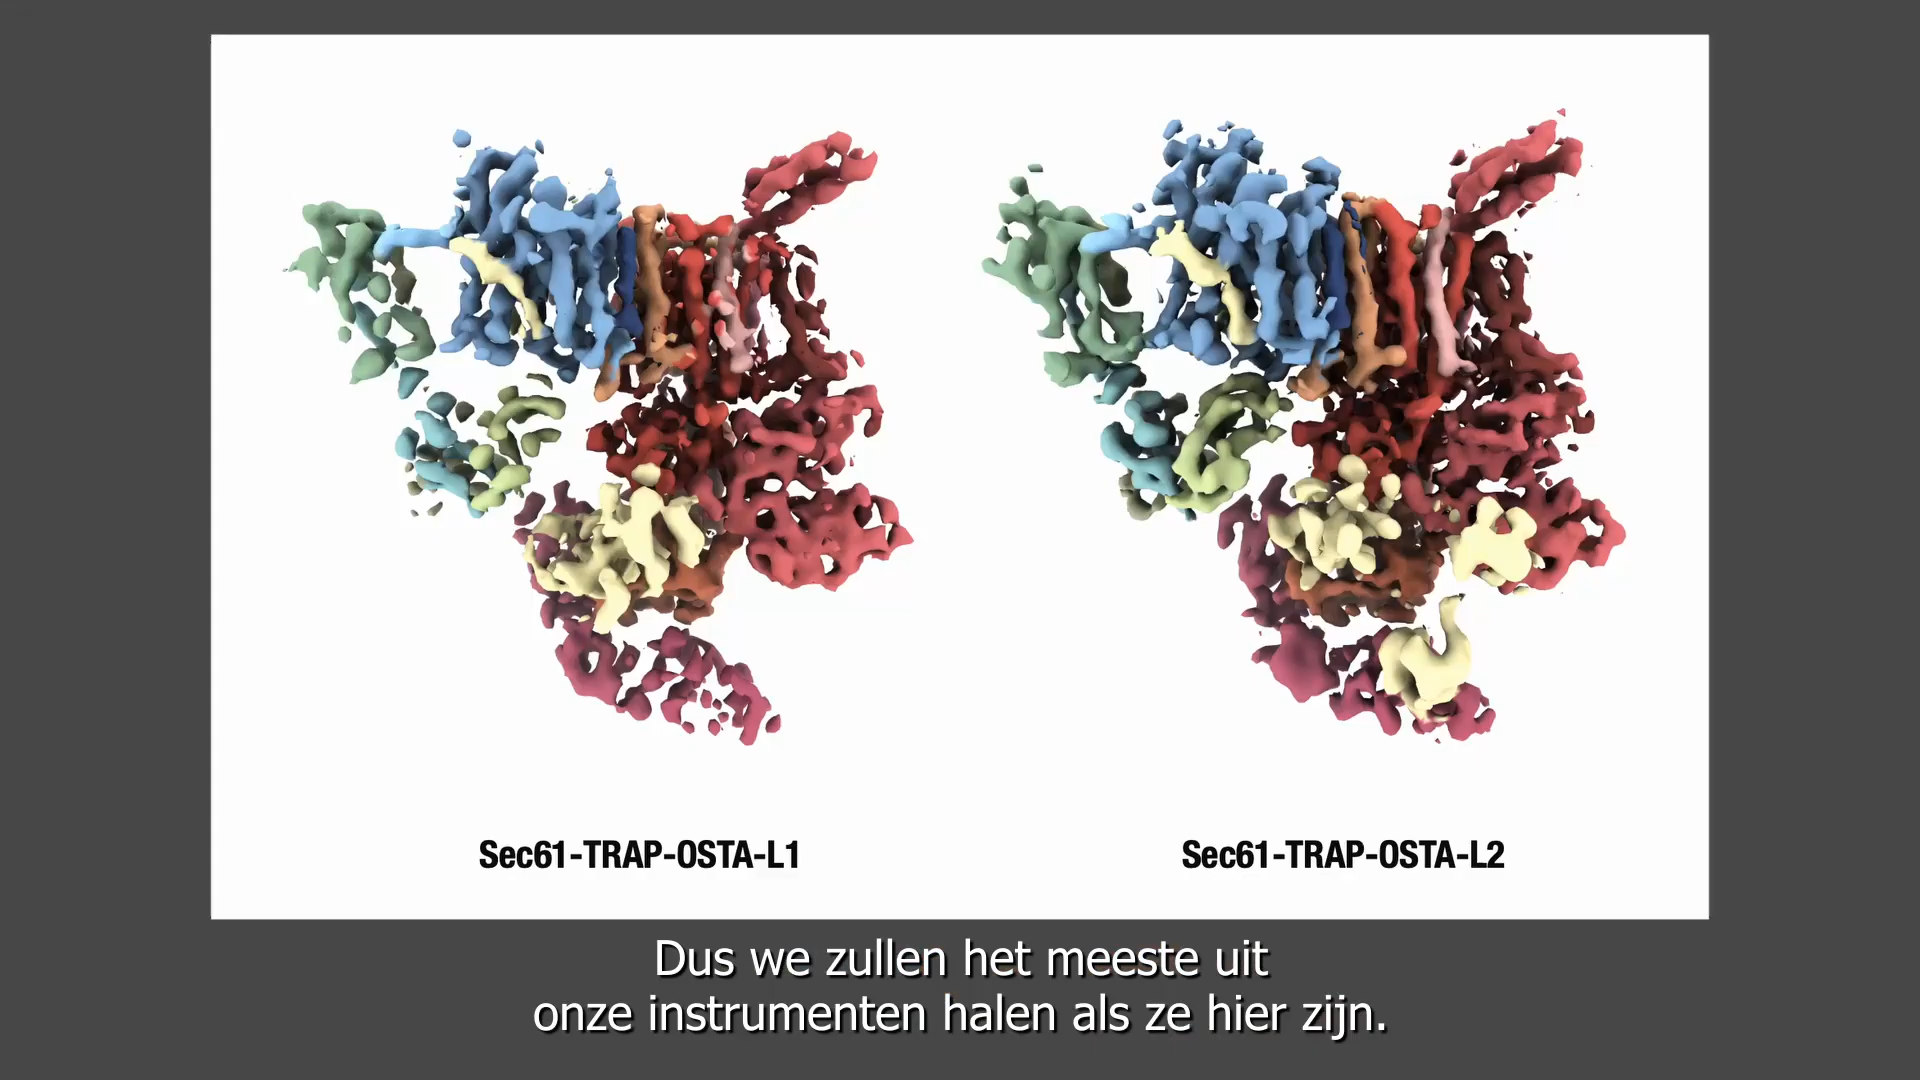 Sec61-TRAP-OSTA-L1
Sec61-TRAP-OSTA-L2
Dus we zullen het meeste uit
onze instrumenten halen als ze hier zijn.